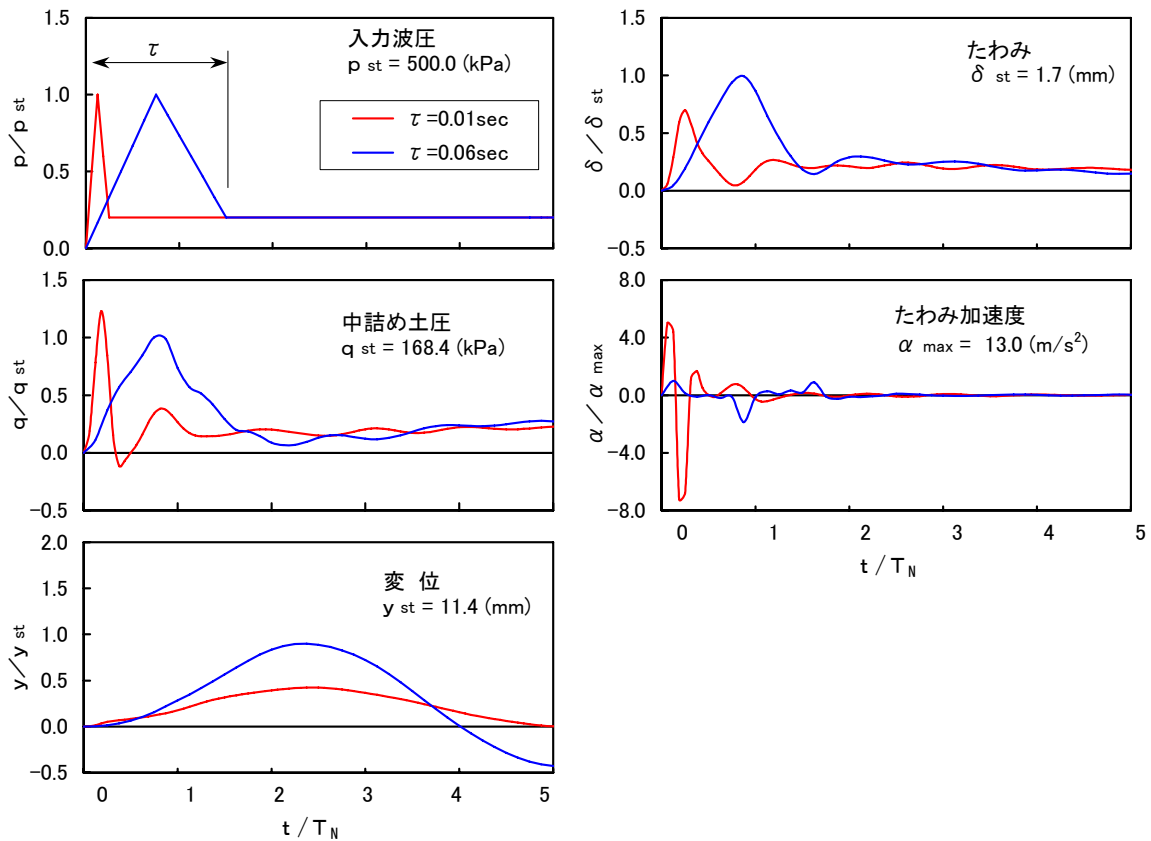 1.5
1.0
0.5
0.0
p／p st
τ
入力波圧
p st = 500.0 (kPa)
τ =0.01sec
τ =0.06sec
1.5
1.0
0.5
0.0
−0.5
δ／δ st
たわみ
δ st = 1.7 (mm)
1.5
1.0
0.5
0.0
−0.5
q／q st
中詰め土圧
q st = 168.4 (kPa)
8.0
4.0
0.0
−4.0
−8.0
α／α max
たわみ加速度
α max = 13.0 (m/s²)
0 1 2 3 4 5
t / T_N
2.0
1.5
1.0
0.5
0.0
−0.5
y／y st
変 位
y st = 11.4 (mm)
0 1 2 3 4 5
t / T_N